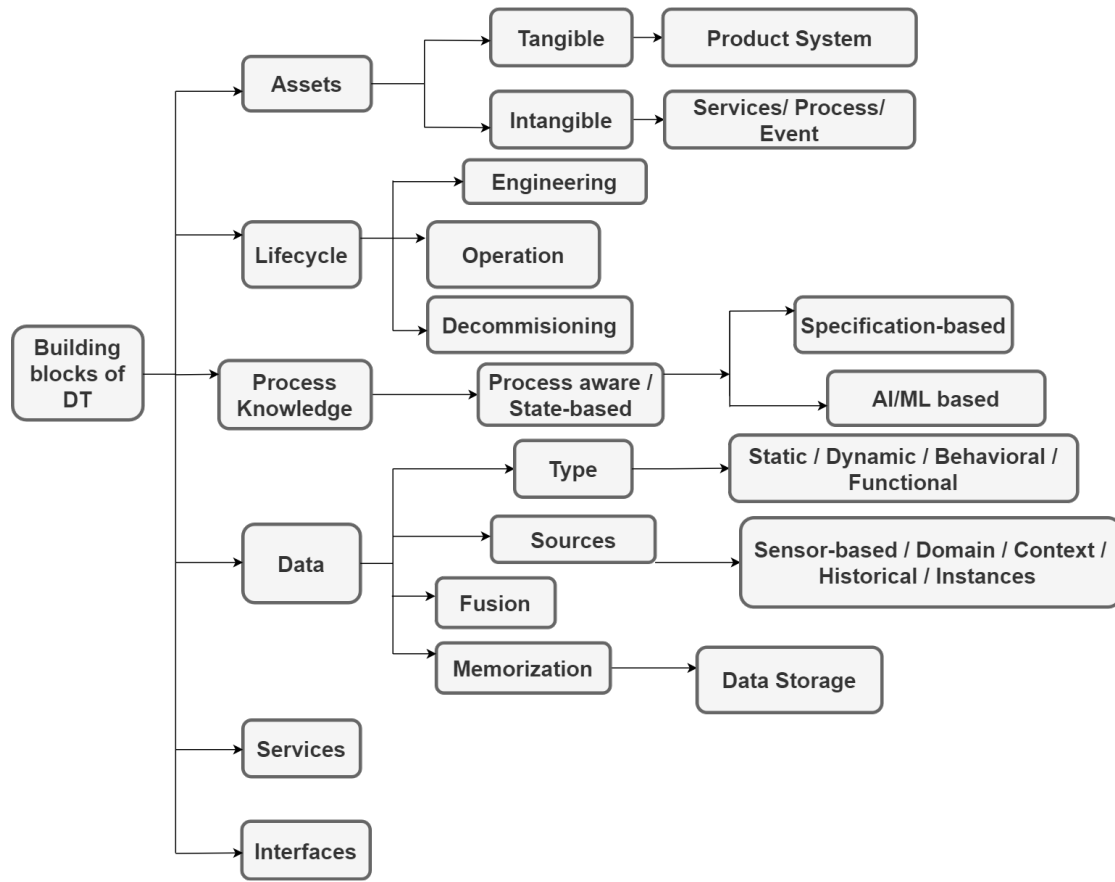 Tangible
Product System
Assets
Intangible
Services/ Process/
Event
Engineering
Lifecycle
Operation
Decommisioning
Specification-based
Building
blocks of
DT
Process
Knowledge
Process aware /
State-based
AI/ML based
Type
Static / Dynamic / Behavioral /
Functional
Sources
Sensor-based / Domain / Context /
Historical / Instances
Data
Fusion
Memorization
Data Storage
Services
Interfaces